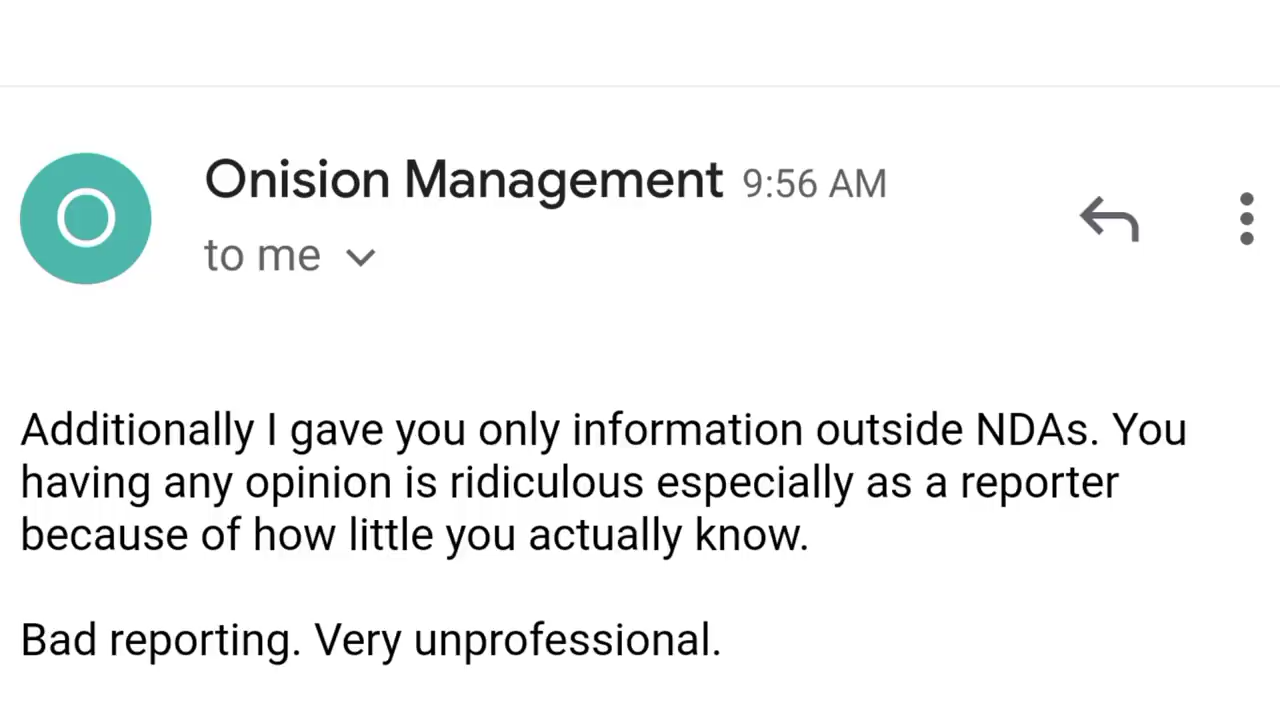 O
Onision Management 9:56 AM
to me
Additionally I gave you only information outside NDAs. You
having any opinion is ridiculous especially as a reporter
because of how little you actually know.
Bad reporting. Very unprofessional.